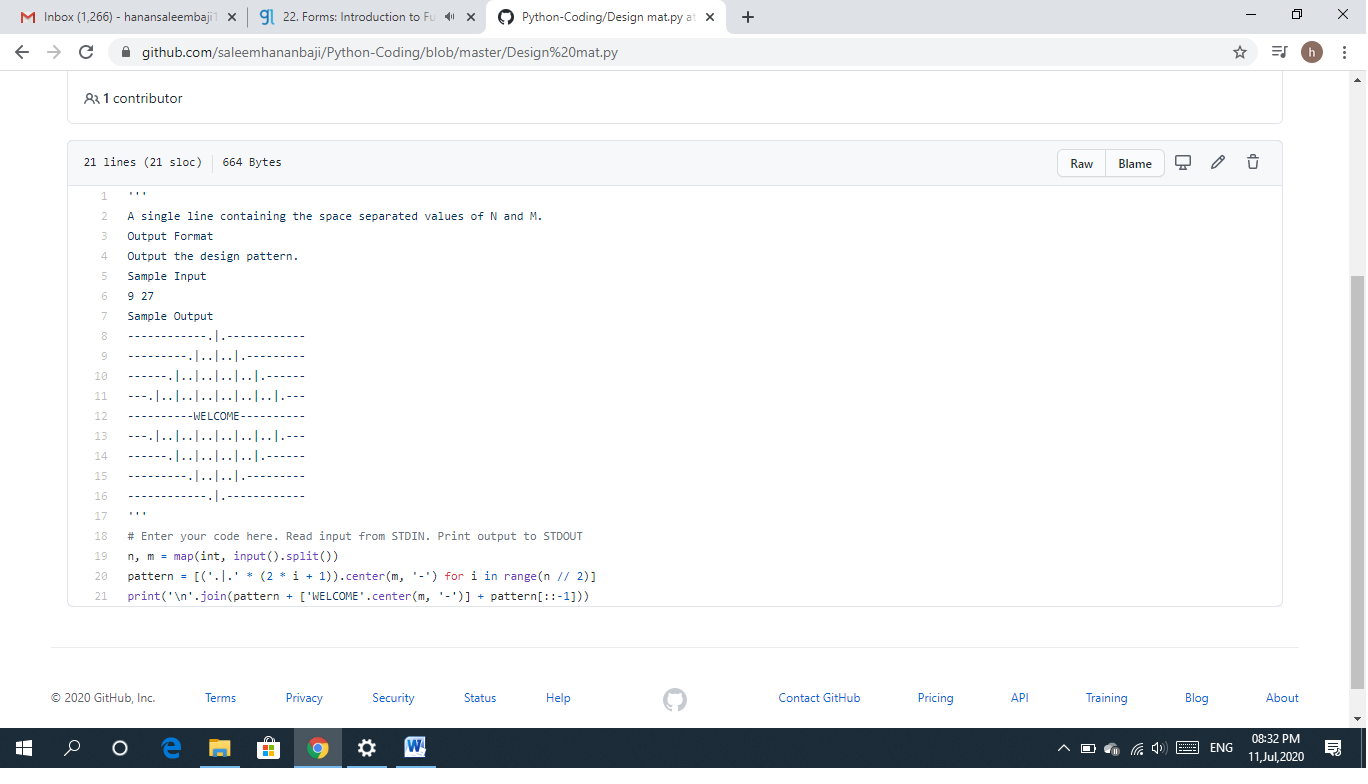 Inbox (1,266) - hanansaleembaji1
22. Forms: Introduction to Fu
Python-Coding/Design mat.py at
github.com/saleemhananbaji/Python-Coding/blob/master/Design%20mat.py
h
1 contributor
21 lines (21 sloc) 664 Bytes
Raw Blame
1 '''
2 A single line containing the space separated values of N and M.
3 Output Format
4 Output the design pattern.
5 Sample Input
6 9 27
7 Sample Output
8 ------------.|.------------
9 ---------.|..|..|.---------
10 ------.|..|..|..|..|.------
11 ---.|..|..|..|..|..|..|.---
12 ----------WELCOME----------
13 ---.|..|..|..|..|..|..|.---
14 ------.|..|..|..|..|.------
15 ---------.|..|..|.---------
16 ------------.|.------------
17 '''
18 # Enter your code here. Read input from STDIN. Print output to STDOUT
19 n, m = map(int, input().split())
20 pattern = [('.|.' * (2 * i + 1)).center(m, '-') for i in range(n // 2)]
21 print('\n'.join(pattern + ['WELCOME'.center(m, '-')] + pattern[::-1]))
© 2020 GitHub, Inc. Terms Privacy Security Status Help Contact GitHub Pricing API Training Blog About
ENG
08:32 PM
11,Jul,2020